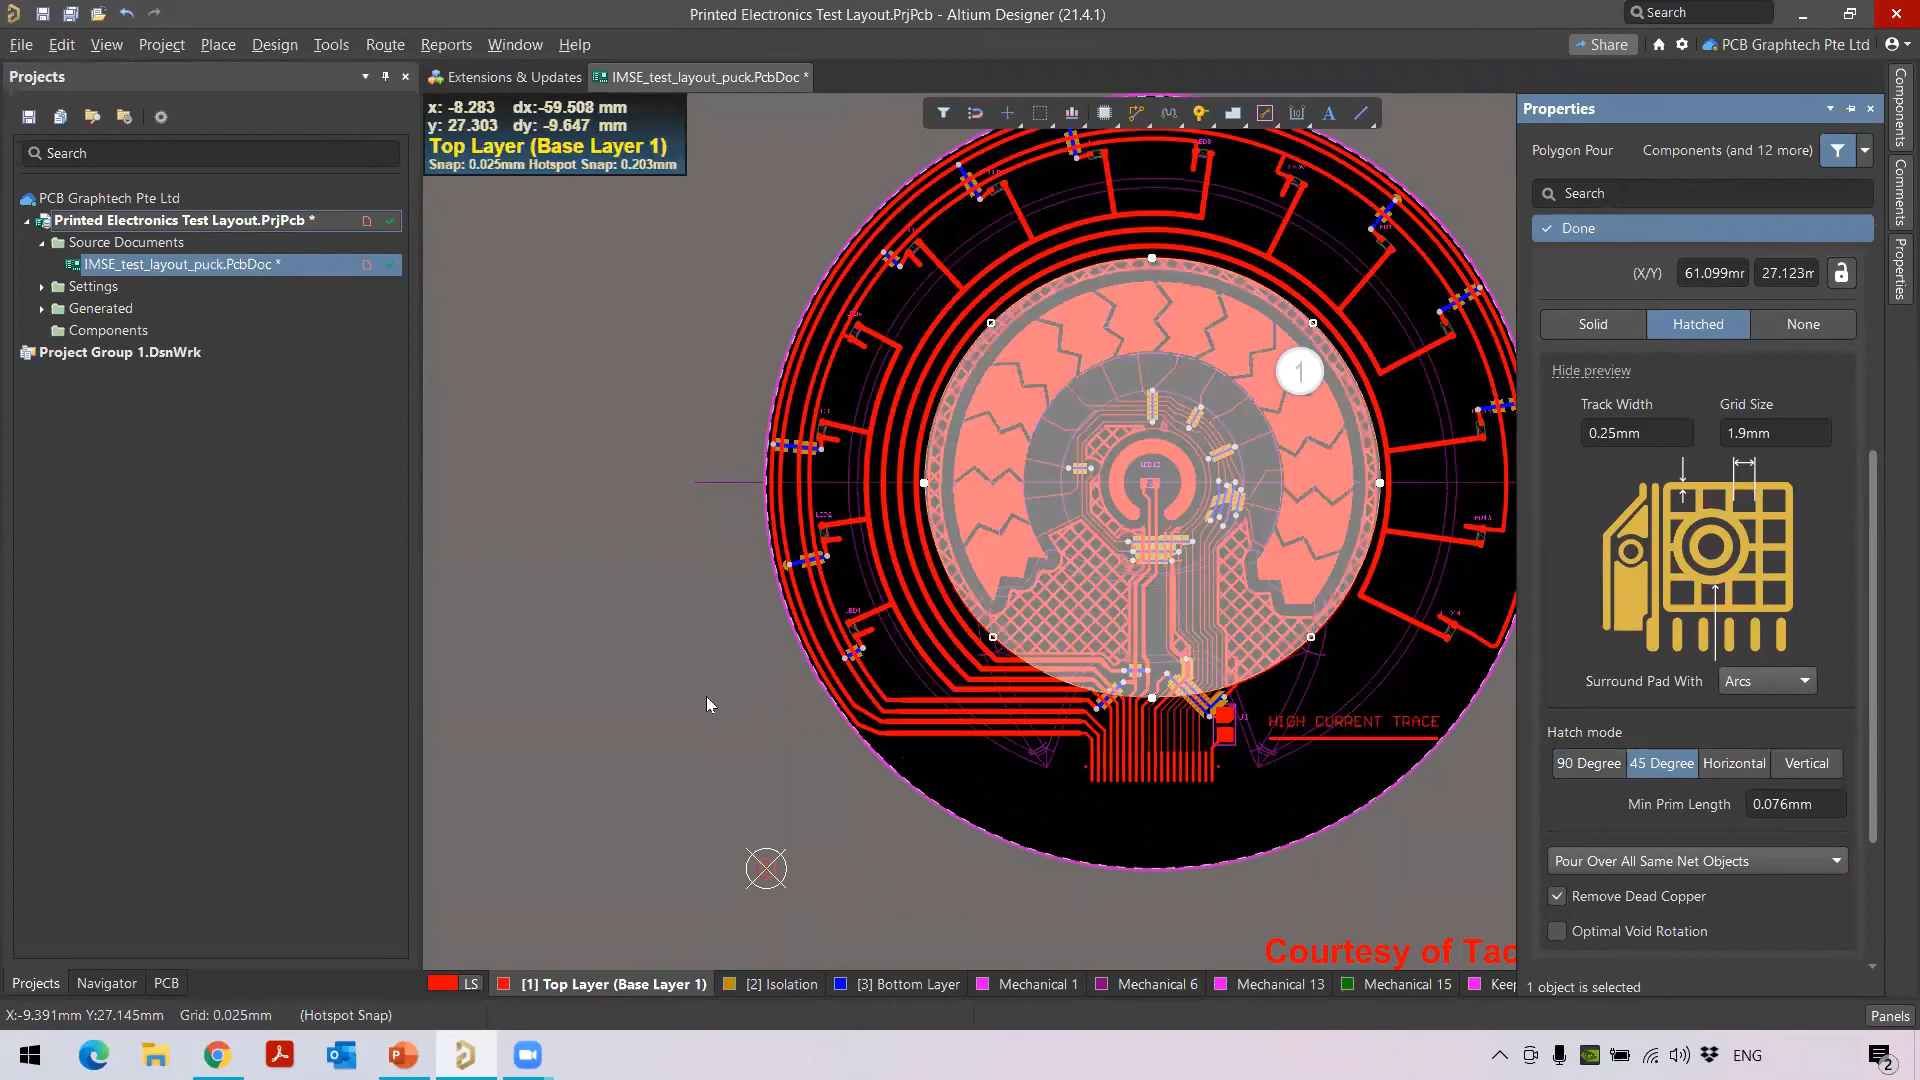 Printed Electronics Test Layout.PrjPcb - Altium Designer (21.4.1)
Search
File Edit View Project Place Design Tools Route Reports Window Help
Share
PCB Graphtech Pte Ltd
Projects
Extensions & Updates
IMSE_test_layout_puck.PcbDoc *
x: -8.283 dx:-59.508 mm
y: 27.303 dy: -9.647 mm
Top Layer (Base Layer 1)
Snap: 0.025mm Hotspot Snap: 0.203mm
Search
PCB Graphtech Pte Ltd
Printed Electronics Test Layout.PrjPcb *
Source Documents
IMSE_test_layout_puck.PcbDoc *
Settings
Generated
Components
Project Group 1.DsnWrk
1
HIGH CURRENT TRACE
J1
Courtesy of Tac
Properties
Polygon Pour Components (and 12 more)
Search
Done
(X/Y) 61.099mr 27.123r
Solid Hatched None
Hide preview
Track Width Grid Size
0.25mm 1.9mm
Surround Pad With Arcs
Hatch mode
90 Degree 45 Degree Horizontal Vertical
Min Prim Length 0.076mm
Pour Over All Same Net Objects
Remove Dead Copper
Optimal Void Rotation
1 object is selected
Components
Comments
Properties
Projects Navigator PCB
LS [1] Top Layer (Base Layer 1) [2] Isolation [3] Bottom Layer Mechanical 1 Mechanical 6 Mechanical 13 Mechanical 15 Keep
X:-9.391mm Y:27.145mm Grid: 0.025mm (Hotspot Snap)
Panels
ENG
2